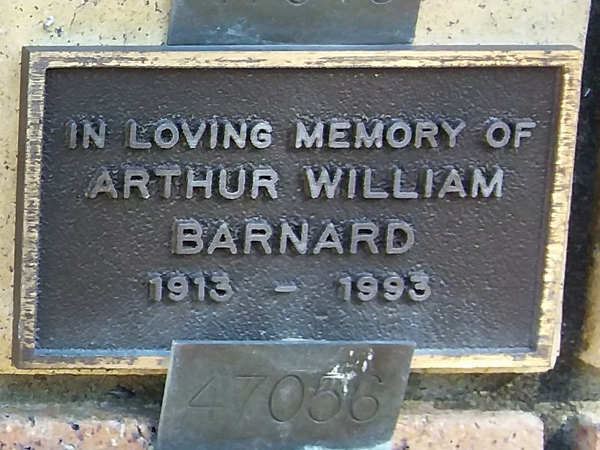 IN LOVING MEMORY OF
ARTHUR WILLIAM
BARNARD
1913 - 1993
47056